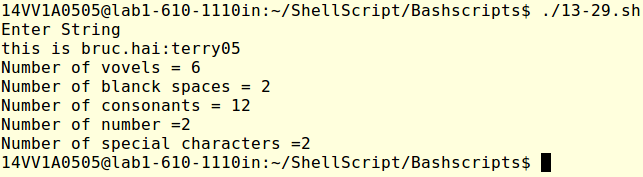 14VV1A0505@lab1-610-1110in:~/ShellScript/Bashscripts$ ./13-29.sh
Enter String
this is bruc.hai:terry05
Number of vovels = 6
Number of blanck spaces = 2
Number of consonants = 12
Number of number =2
Number of special characters =2
14VV1A0505@lab1-610-1110in:~/ShellScript/Bashscripts$